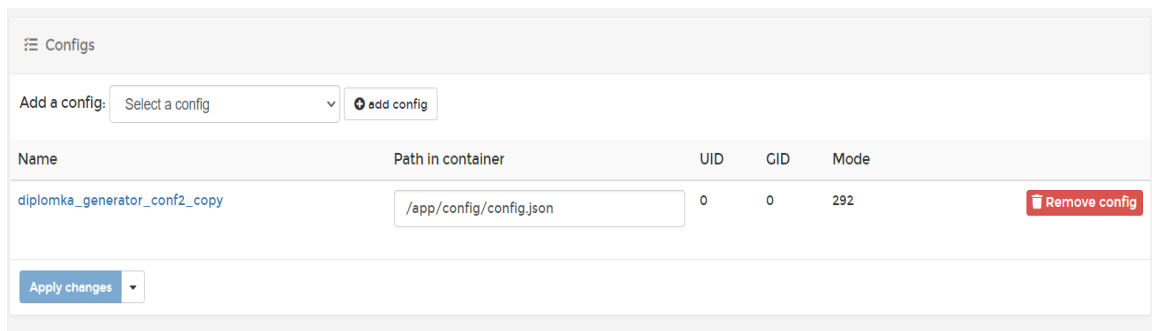 Configs
Add a config: Select a config add config
Name Path in container UID GID Mode
diplomka_generator_conf2_copy /app/config/config.json 0 0 292 Remove config
Apply changes